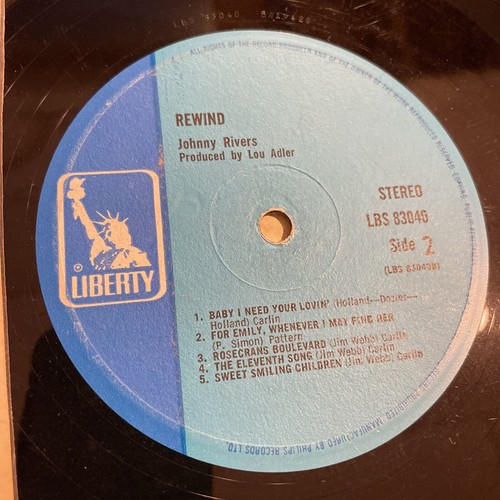 LBS 83040
ALL RIGHTS OF THE RECORD PRODUCER AND OF THE OWNER OF THE WORK REPRODUCED RESERVED
REWIND
Johnny Rivers
Produced by Lou Adler
STEREO
LBS 83040
Side 2
(LBS 83040B)
® LIBERTY
1. BABY I NEED YOUR LOVIN' (Holland—Dozier—
Holland) Carlin
2. FOR EMILY, WHENEVER I MAY FIND HER
(P. Simon) Pattern
3. ROSECRANS BOULEVARD (Jim Webb) Carlin
4. THE ELEVENTH SONG (Jim Webb) Carlin
5. SWEET SMILING CHILDREN (Jim Webb) Carlin
PROHIBITED. MANUFACTURED BY PHILIPS RECORDS LTD.